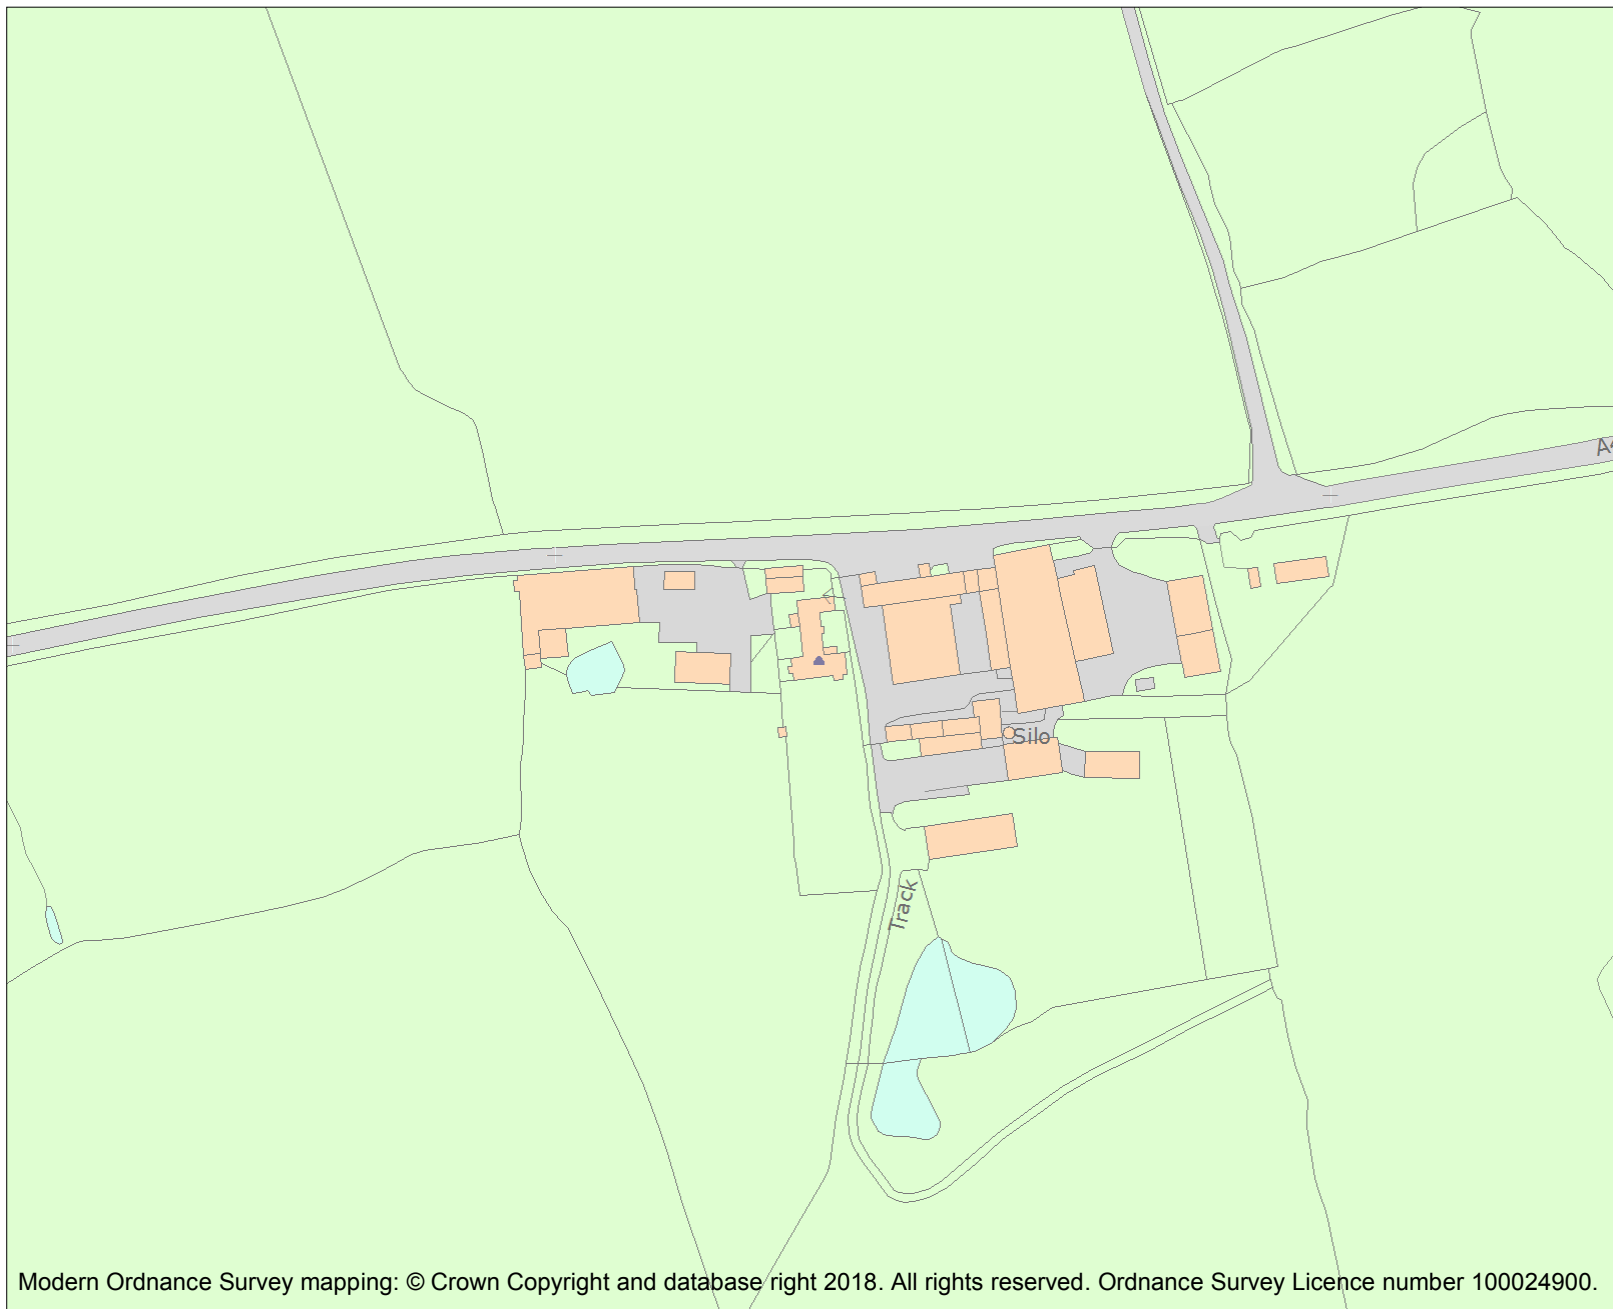 A4
Silo
Track
Modern Ordnance Survey mapping: © Crown Copyright and database right 2018. All rights reserved. Ordnance Survey Licence number 100024900.